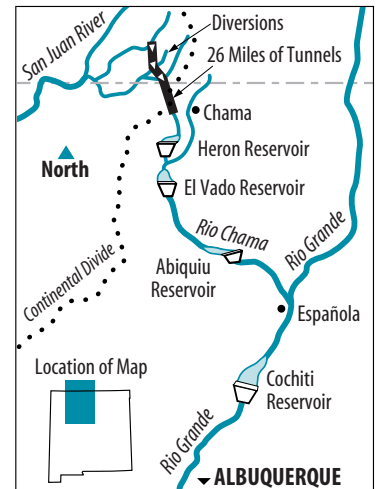 San Juan River
Diversions
26 Miles of Tunnels
Chama
North
Heron Reservoir
El Vado Reservoir
Continental Divide
Rio Chama
Rio Grande
Abiquiu
Reservoir
Española
Location of Map
Cochiti
Reservoir
Rio Grande
ALBUQUERQUE